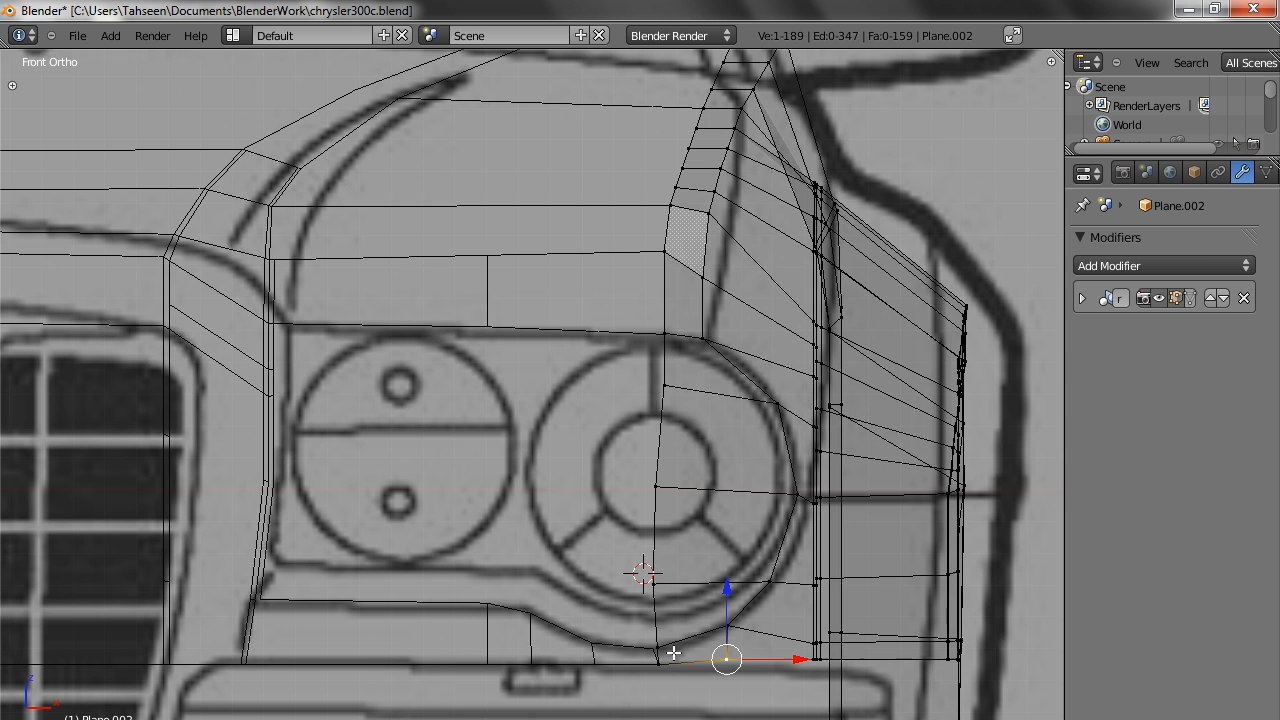 Blender* [C:\Users\Tahseen\Documents\BlenderWork\chrysler300c.blend]
File Add Render Help Default Scene Blender Render Ve:1-189 | Ed:0-347 | Fa:0-159 | Plane.002
Front Ortho
View Search All Scenes
Scene
RenderLayers |
World
Plane.002
Modifiers
Add Modifier
r
z
(1) Plane.002